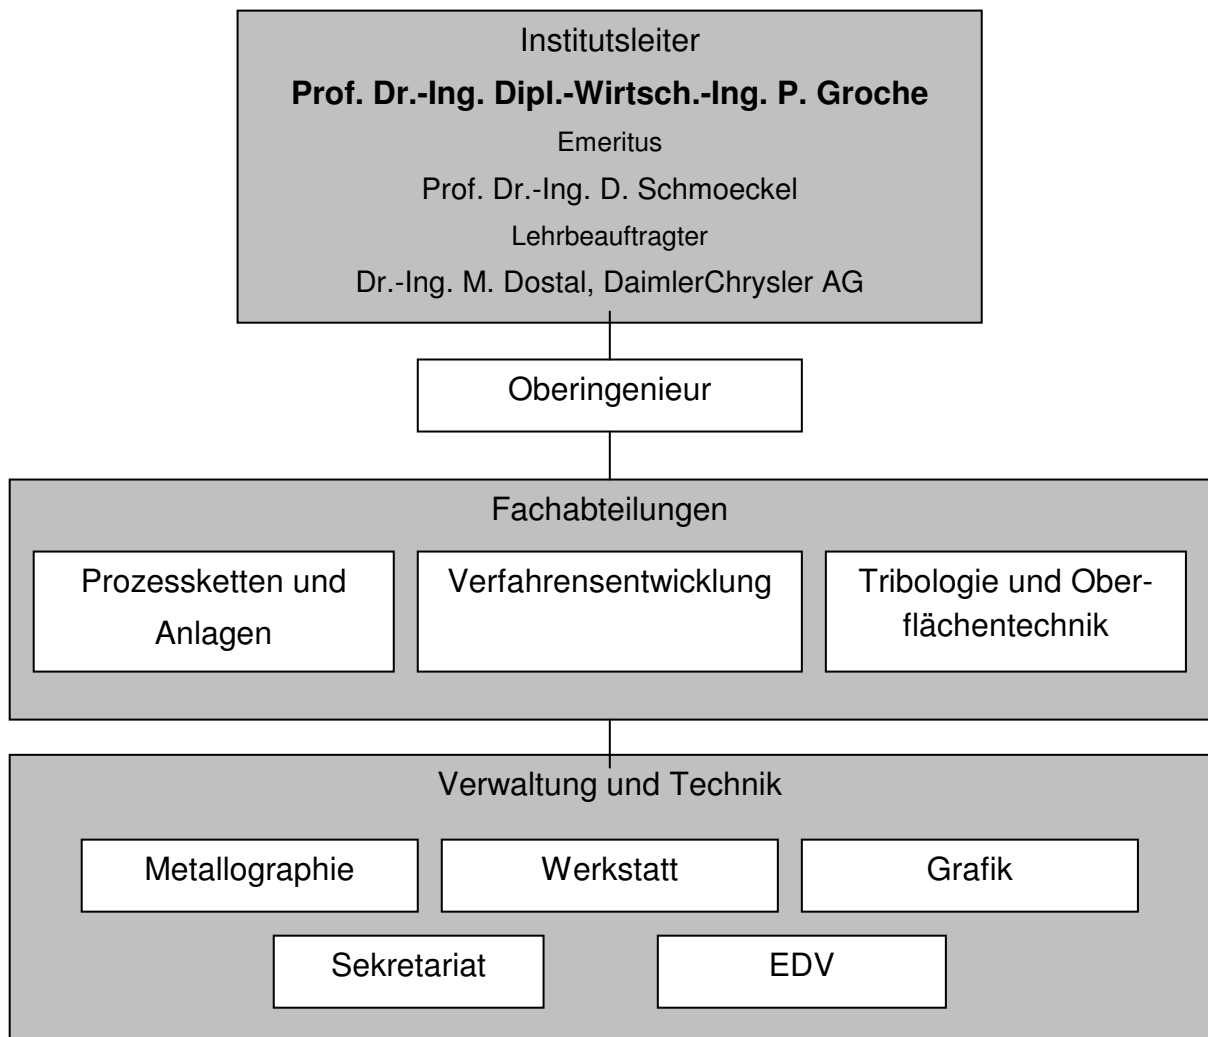 Institutsleiter
Prof. Dr.-Ing. Dipl.-Wirtsch.-Ing. P. Groche
Emeritus
Prof. Dr.-Ing. D. Schmoeckel
Lehrbeauftragter
Dr.-Ing. M. Dostal, DaimlerChrysler AG
Oberingenieur
Fachabteilungen
Prozessketten und
Anlagen
Verfahrensentwicklung
Tribologie und Ober-
flächentechnik
Verwaltung und Technik
Metallographie
Werkstatt
Grafik
Sekretariat
EDV